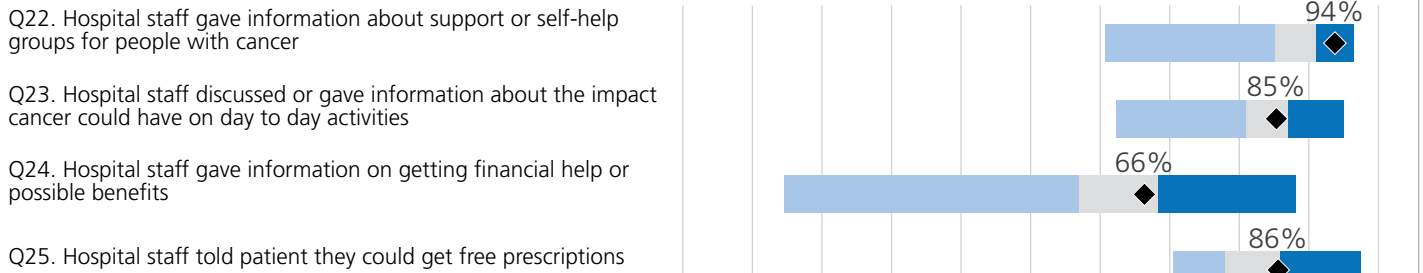 Q22. Hospital staff gave information about support or self-help
groups for people with cancer
94%
Q23. Hospital staff discussed or gave information about the impact
cancer could have on day to day activities
85%
Q24. Hospital staff gave information on getting financial help or
possible benefits
66%
Q25. Hospital staff told patient they could get free prescriptions
86%